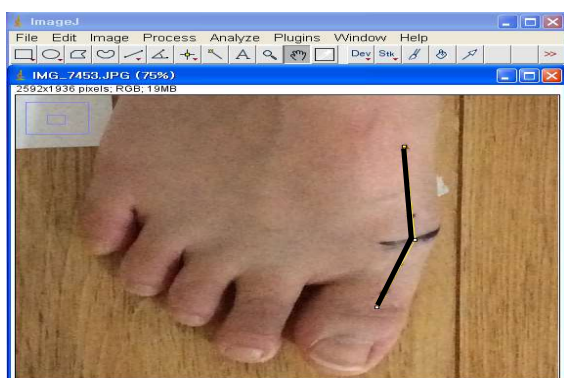 ImageJ
File Edit Image Process Analyze Plugins Window Help
A Dev Stk >>
IMG_7453.JPG (75%)
2592x1936 pixels; RGB; 19MB